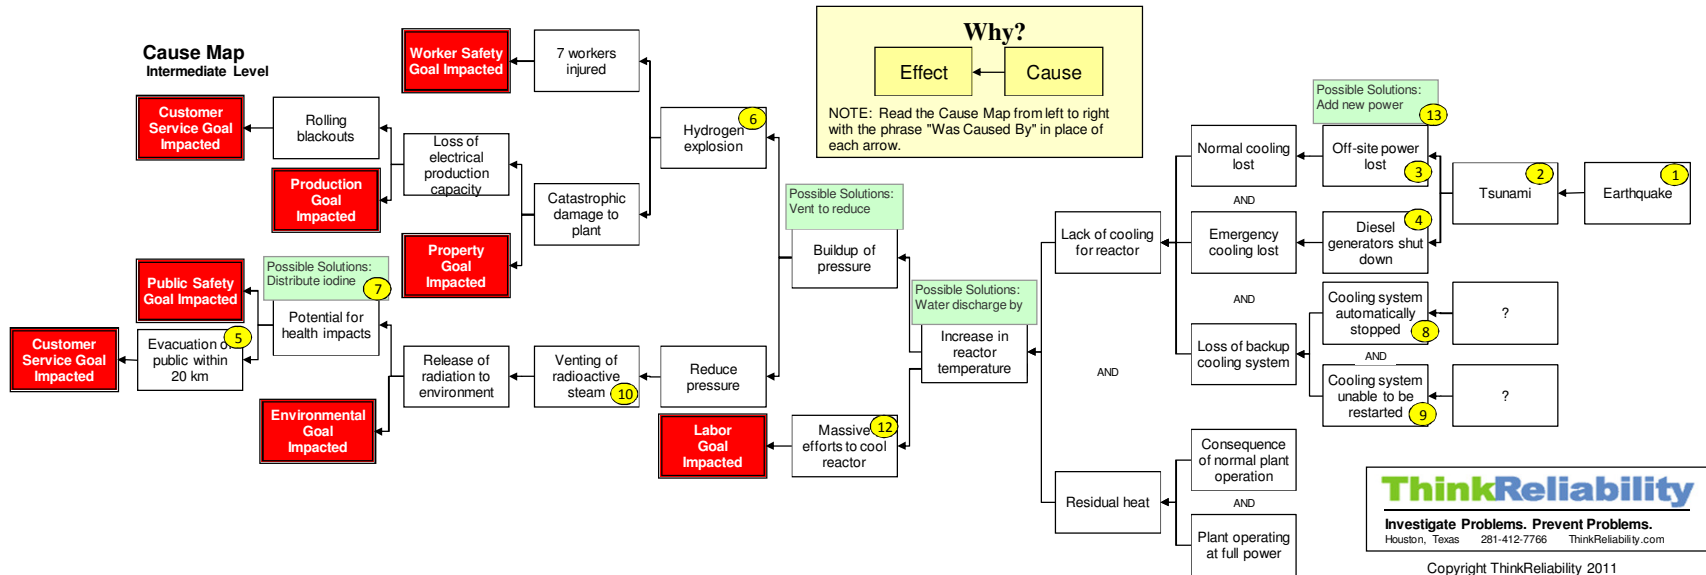 Cause Map
Intermediate Level
Worker Safety
Goal Impacted
7 workers
injured
Customer
Service Goal
Impacted
Rolling
blackouts
Production
Goal
Impacted
Loss of
electrical
production
capacity
Property
Goal
Impacted
Catastrophic
damage to
plant
Hydrogen
explosion
6
Public Safety
Goal Impacted
Customer
Service Goal
Impacted
Evacuation of
public within
20 km
5
Possible Solutions:
Distribute iodine
7
Potential for
health impacts
Environmental
Goal
Impacted
Release of
radiation to
environment
Venting of
radioactive
steam
10
Reduce
pressure
Labor
Goal
Impacted
Massive
efforts to cool
reactor
12
Possible Solutions:
Vent to reduce
Buildup of
pressure
Possible Solutions:
Water discharge by
Increase in
reactor
temperature
Why?
Effect
Cause
NOTE: Read the Cause Map from left to right
with the phrase "Was Caused By" in place of
each arrow.
Lack of cooling
for reactor
AND
Residual heat
Normal cooling
lost
AND
Emergency
cooling lost
AND
Loss of backup
cooling system
Consequence
of normal plant
operation
AND
Plant operating
at full power
Possible Solutions:
Add new power
13
Off-site power
lost
3
4
Diesel
generators shut
down
Tsunami
2
Earthquake
1
Cooling system
automatically
stopped
8
?
AND
Cooling system
unable to be
restarted
9
?
ThinkReliability
Investigate Problems. Prevent Problems.
Houston, Texas 281-412-7766 ThinkReliability.com
Copyright ThinkReliability 2011